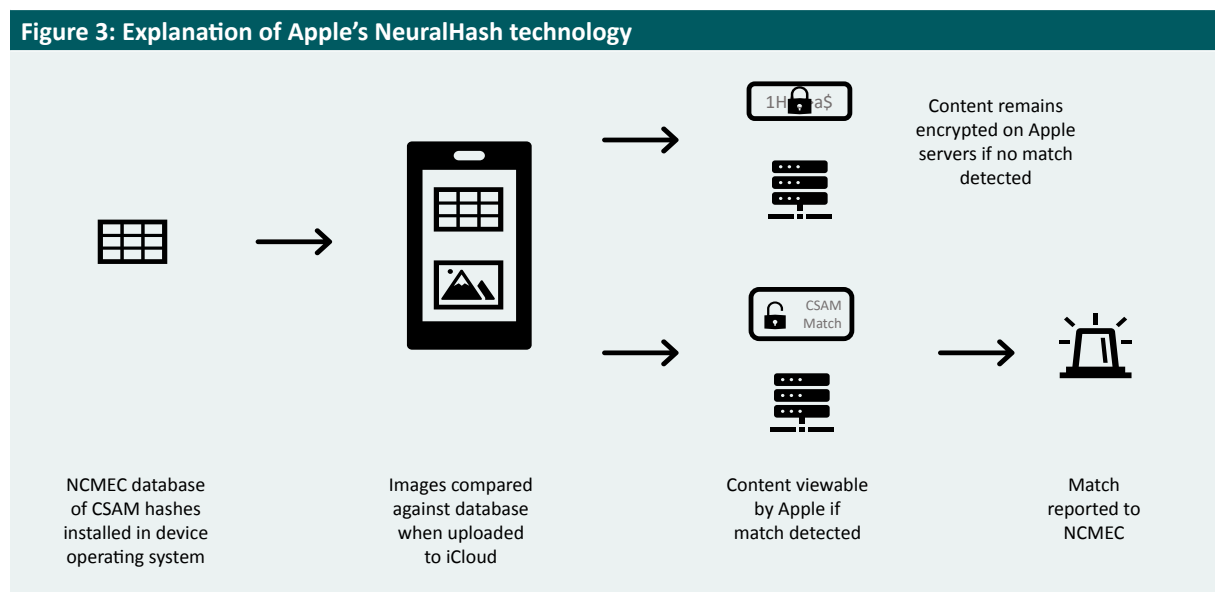 Figure 3: Explanation of Apple's NeuralHash technology
Content remains
encrypted on Apple
servers if no match
detected
CSAM
Match
NCMEC database
of CSAM hashes
installed in device
operating system
Images compared
against database
when uploaded
to iCloud
Content viewable
by Apple if
match detected
Match
reported to
NCMEC